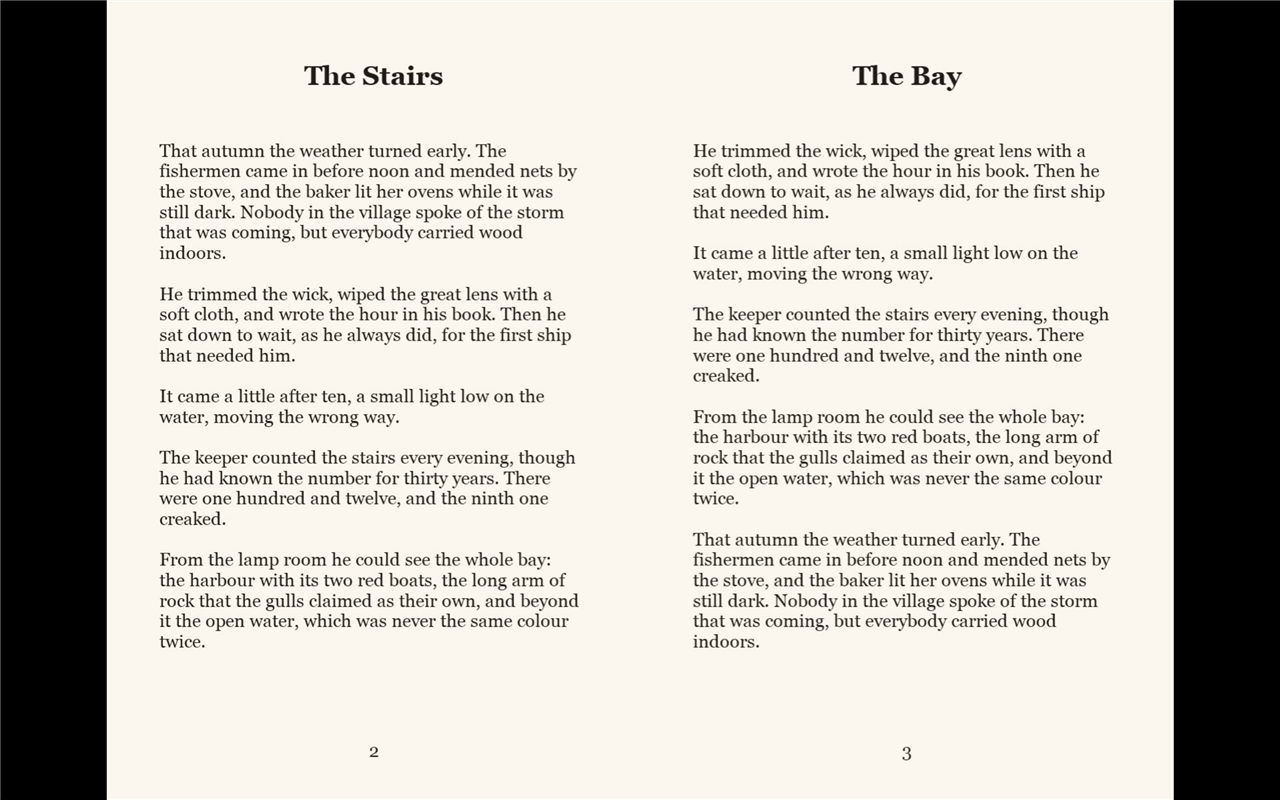 The Stairs
That autumn the weather turned early. The
fishermen came in before noon and mended nets by
the stove, and the baker lit her ovens while it was
still dark. Nobody in the village spoke of the storm
that was coming, but everybody carried wood
indoors.
He trimmed the wick, wiped the great lens with a
soft cloth, and wrote the hour in his book. Then he
sat down to wait, as he always did, for the first ship
that needed him.
It came a little after ten, a small light low on the
water, moving the wrong way.
The keeper counted the stairs every evening, though
he had known the number for thirty years. There
were one hundred and twelve, and the ninth one
creaked.
From the lamp room he could see the whole bay:
the harbour with its two red boats, the long arm of
rock that the gulls claimed as their own, and beyond
it the open water, which was never the same colour
twice.
2
The Bay
He trimmed the wick, wiped the great lens with a
soft cloth, and wrote the hour in his book. Then he
sat down to wait, as he always did, for the first ship
that needed him.
It came a little after ten, a small light low on the
water, moving the wrong way.
The keeper counted the stairs every evening, though
he had known the number for thirty years. There
were one hundred and twelve, and the ninth one
creaked.
From the lamp room he could see the whole bay:
the harbour with its two red boats, the long arm of
rock that the gulls claimed as their own, and beyond
it the open water, which was never the same colour
twice.
That autumn the weather turned early. The
fishermen came in before noon and mended nets by
the stove, and the baker lit her ovens while it was
still dark. Nobody in the village spoke of the storm
that was coming, but everybody carried wood
indoors.
3